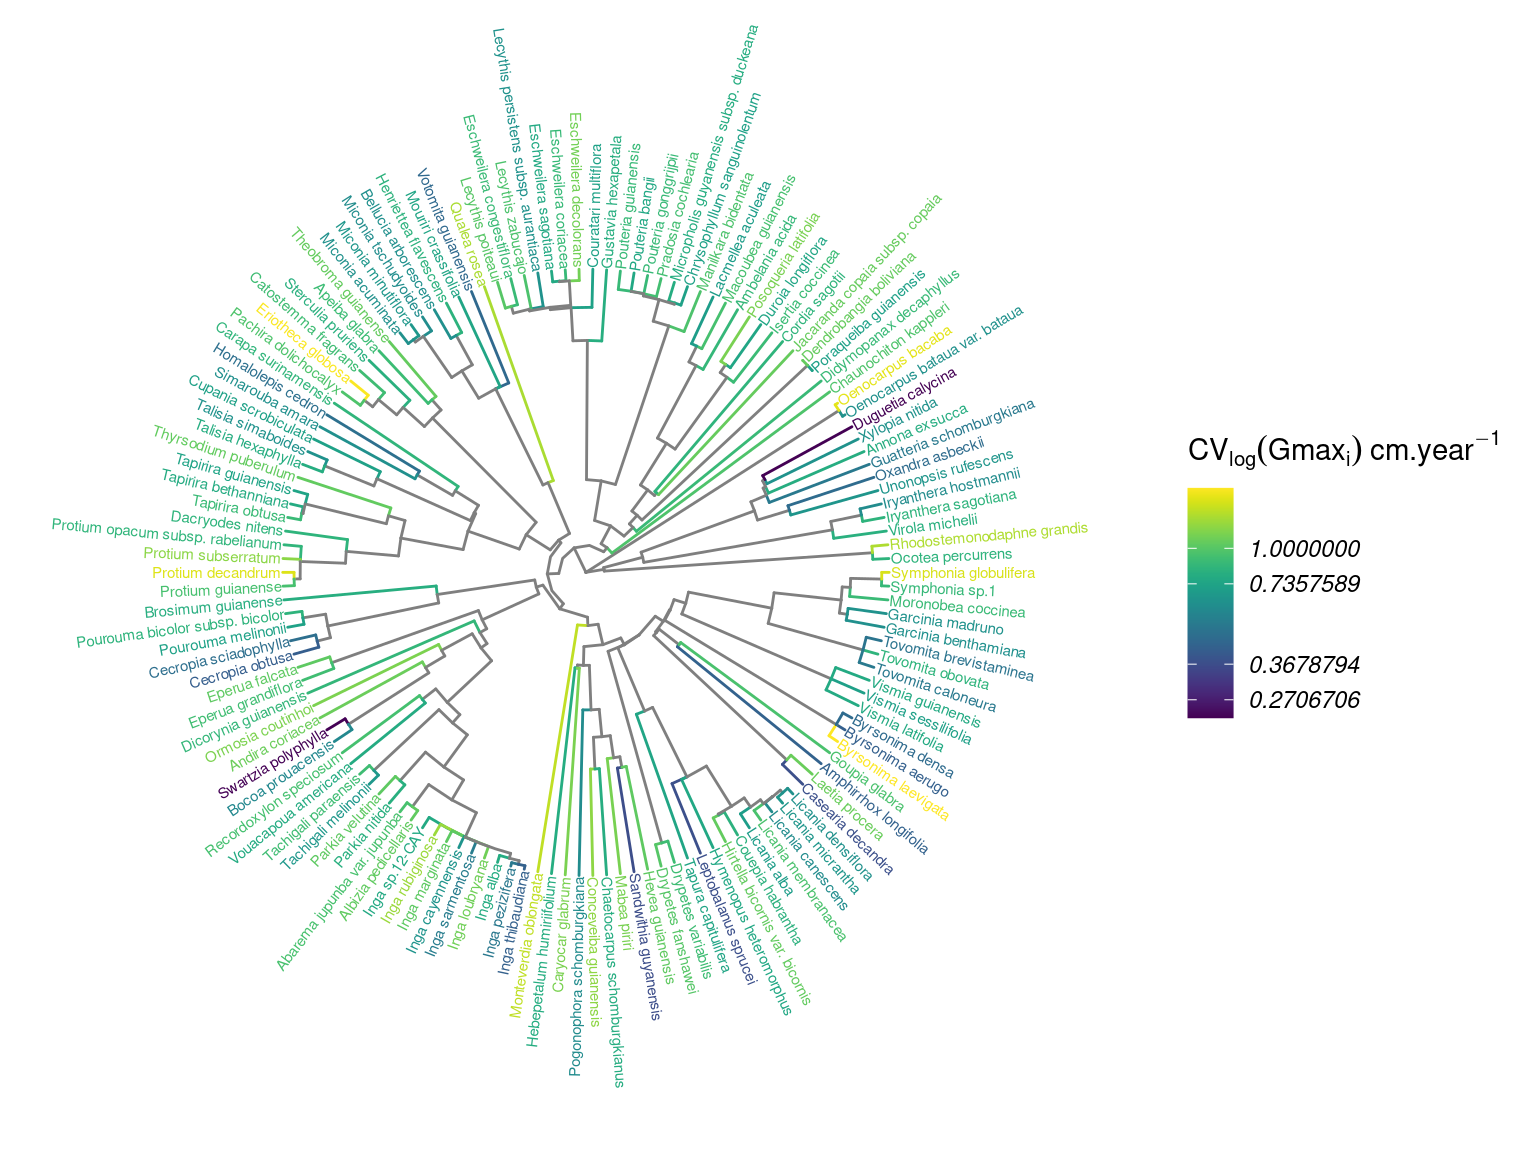 Lecythis persistens subsp. aurantiaca
Eschweilera sagotiana
Eschweilera coriacea
Eschweilera decolorans
Couratari multiflora
Gustavia hexapetala
Pouteria guianensis
Pouteria bangii
Pouteria gonggrijpii
Pradosia cochlearia
Micropholis guyanensis subsp. duckeana
Chrysophyllum sanguinolentum
Manilkara bidentata
Lacmellea aculeata
Macoubea guianensis
Ambelania acida
Posoqueria latifolia
Duroia longiflora
Isertia coccinea
Cordia sagotii
Jacaranda copaia subsp. copaia
Dendrobangia boliviana
Poraqueiba guianensis
Didymopanax decaphyllus
Chaunochiton kappleri
Oenocarpus bacaba
Oenocarpus bataua var. bataua
Duguetia calycina
Xylopia nitida
Annona exsucca
Guatteria schomburgkiana
Oxandra asbeckii
Unonopsis rufescens
Iryanthera hostmannii
Iryanthera sagotiana
Virola michelii
Rhodostemonodaphne grandis
Ocotea percurrens
Symphonia globulifera
Symphonia sp.1
Moronobea coccinea
Garcinia madruno
Garcinia benthamiana
Tovomita brevistaminea
Tovomita obovata
Tovomita caloneura
Vismia guianensis
Vismia sessilifolia
Vismia latifolia
Byrsonima densa
Byrsonima aerugo
Byrsonima laevigata
Goupia glabra
Amphirrhox longifolia
Laetia procera
Casearia decandra
Licania densiflora
Licania micrantha
Licania canescens
Licania membranacea
Licania alba
Couepia habrantha
Hirtella bicornis var. bicornis
Hymenopus heteromorphus
Leptobalanus sprucei
Tapura capitulifera
Drypetes variabilis
Drypetes fanshawei
Hevea guianensis
Sandwithia guyanensis
Mabea piriri
Chaetocarpus schomburgkianus
Conceveiba guianensis
Pogonophora schomburgkiana
Caryocar glabrum
Hebepetalum humiriifolium
Monteverdia oblongata
Inga thibaudiana
Inga pezizifera
Inga alba
Inga loubryana
Inga sarmentosa
Inga cayennensis
Inga marginata
Inga rubiginosa
Inga sp.12-CAY
Albizia pedicellaris
Abarema jupunba var. jupunba
Parkia nitida
Parkia velutina
Tachigali melinonii
Tachigali paraensis
Vouacapoua americana
Recordoxylon speciosum
Bocoa prouacensis
Swartzia polyphylla
Andira coriacea
Ormosia coutinhoi
Dicorynia guianensis
Eperua grandiflora
Eperua falcata
Cecropia obtusa
Cecropia sciadophylla
Pourouma melinonii
Pourouma bicolor subsp. bicolor
Brosimum guianense
Protium guianense
Protium decandrum
Protium subserratum
Protium opacum subsp. rabelianum
Dacryodes nitens
Tapirira obtusa
Tapirira bethanniana
Tapirira guianensis
Thyrsodium puberulum
Talisia hexaphylla
Talisia simaboides
Cupania scrobiculata
Simarouba amara
Homalolepis cedron
Carapa surinamensis
Pachira dolichocalyx
Eriotheca globosa
Catostemma fragrans
Sterculia pruriens
Apeiba glabra
Theobroma guianense
Miconia acuminata
Miconia minutiflora
Miconia tschudyoides
Bellucia arborescens
Henriettea flavescens
Mouriri crassifolia
Votomita guianensis
Qualea rosea
Lecythis poiteaui
Eschweilera congestiflora
Lecythis zabucajo
CVlog(Gmaxi) cm.year−1
1.0000000
0.7357589
0.3678794
0.2706706